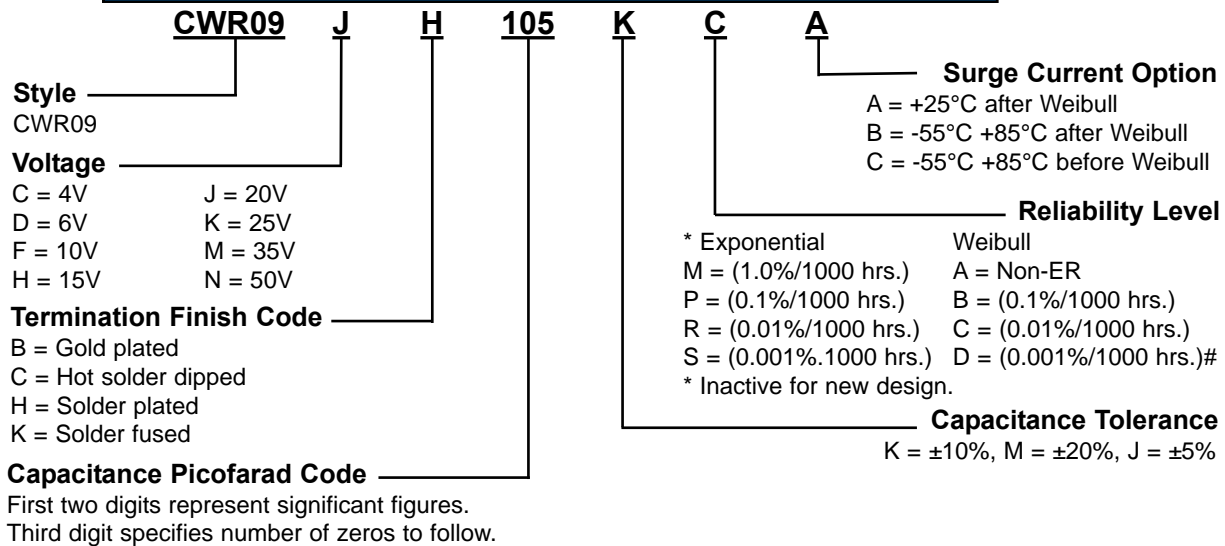 CWR09 J H 105 K C A
Style
CWR09
Voltage
C = 4V J = 20V
D = 6V K = 25V
F = 10V M = 35V
H = 15V N = 50V
Termination Finish Code
B = Gold plated
C = Hot solder dipped
H = Solder plated
K = Solder fused
Capacitance Picofarad Code
First two digits represent significant figures.
Third digit specifies number of zeros to follow.
Surge Current Option
A = +25°C after Weibull
B = -55°C +85°C after Weibull
C = -55°C +85°C before Weibull
Reliability Level
* Exponential Weibull
M = (1.0%/1000 hrs.) A = Non-ER
P = (0.1%/1000 hrs.) B = (0.1%/1000 hrs.)
R = (0.01%/1000 hrs.) C = (0.01%/1000 hrs.)
S = (0.001%.1000 hrs.) D = (0.001%/1000 hrs.)#
* Inactive for new design.
Capacitance Tolerance
K = ±10%, M = ±20%, J = ±5%